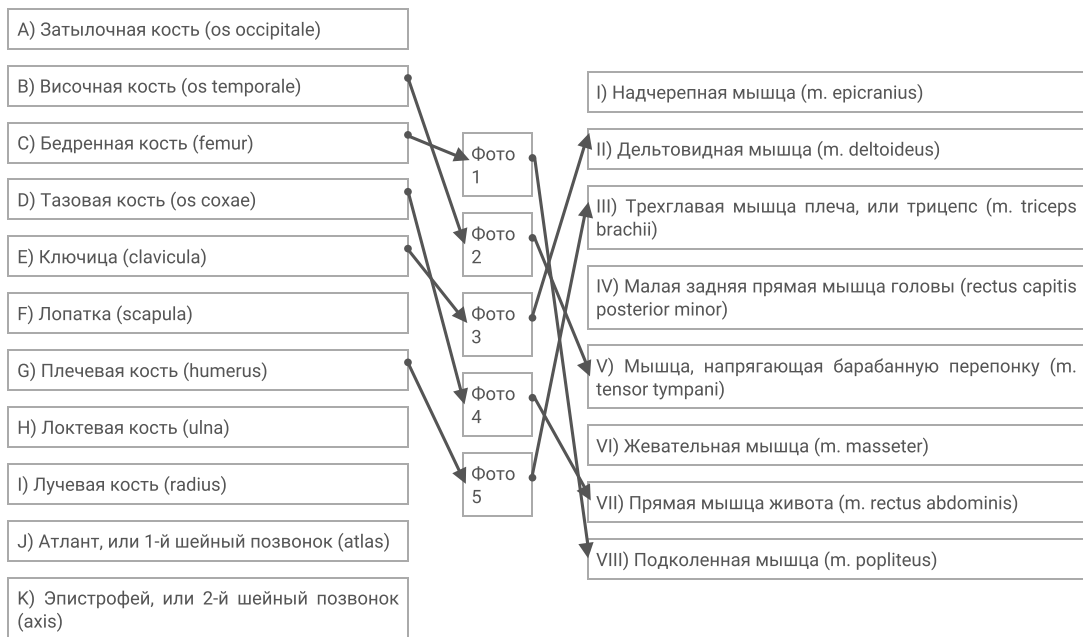 A) Затылочная кость (os occipitale)
B) Височная кость (os temporale)
C) Бедренная кость (femur)
D) Тазовая кость (os coxae)
E) Ключица (clavicula)
F) Лопатка (scapula)
G) Плечевая кость (humerus)
H) Локтевая кость (ulna)
I) Лучевая кость (radius)
J) Атлант, или 1-й шейный позвонок (atlas)
K) Эпистрофей, или 2-й шейный позвонок
(axis)
Фото
1
Фото
2
Фото
3
Фото
4
Фото
5
I) Надчерепная мышца (m. epicranius)
II) Дельтовидная мышца (m. deltoideus)
III) Трехглавая мышца плеча, или трицепс (m. triceps
brachii)
IV) Малая задняя прямая мышца головы (rectus capitis
posterior minor)
V) Мышца, напрягающая барабанную перепонку (m.
tensor tympani)
VI) Жевательная мышца (m. masseter)
VII) Прямая мышца живота (m. rectus abdominis)
VIII) Подколенная мышца (m. popliteus)